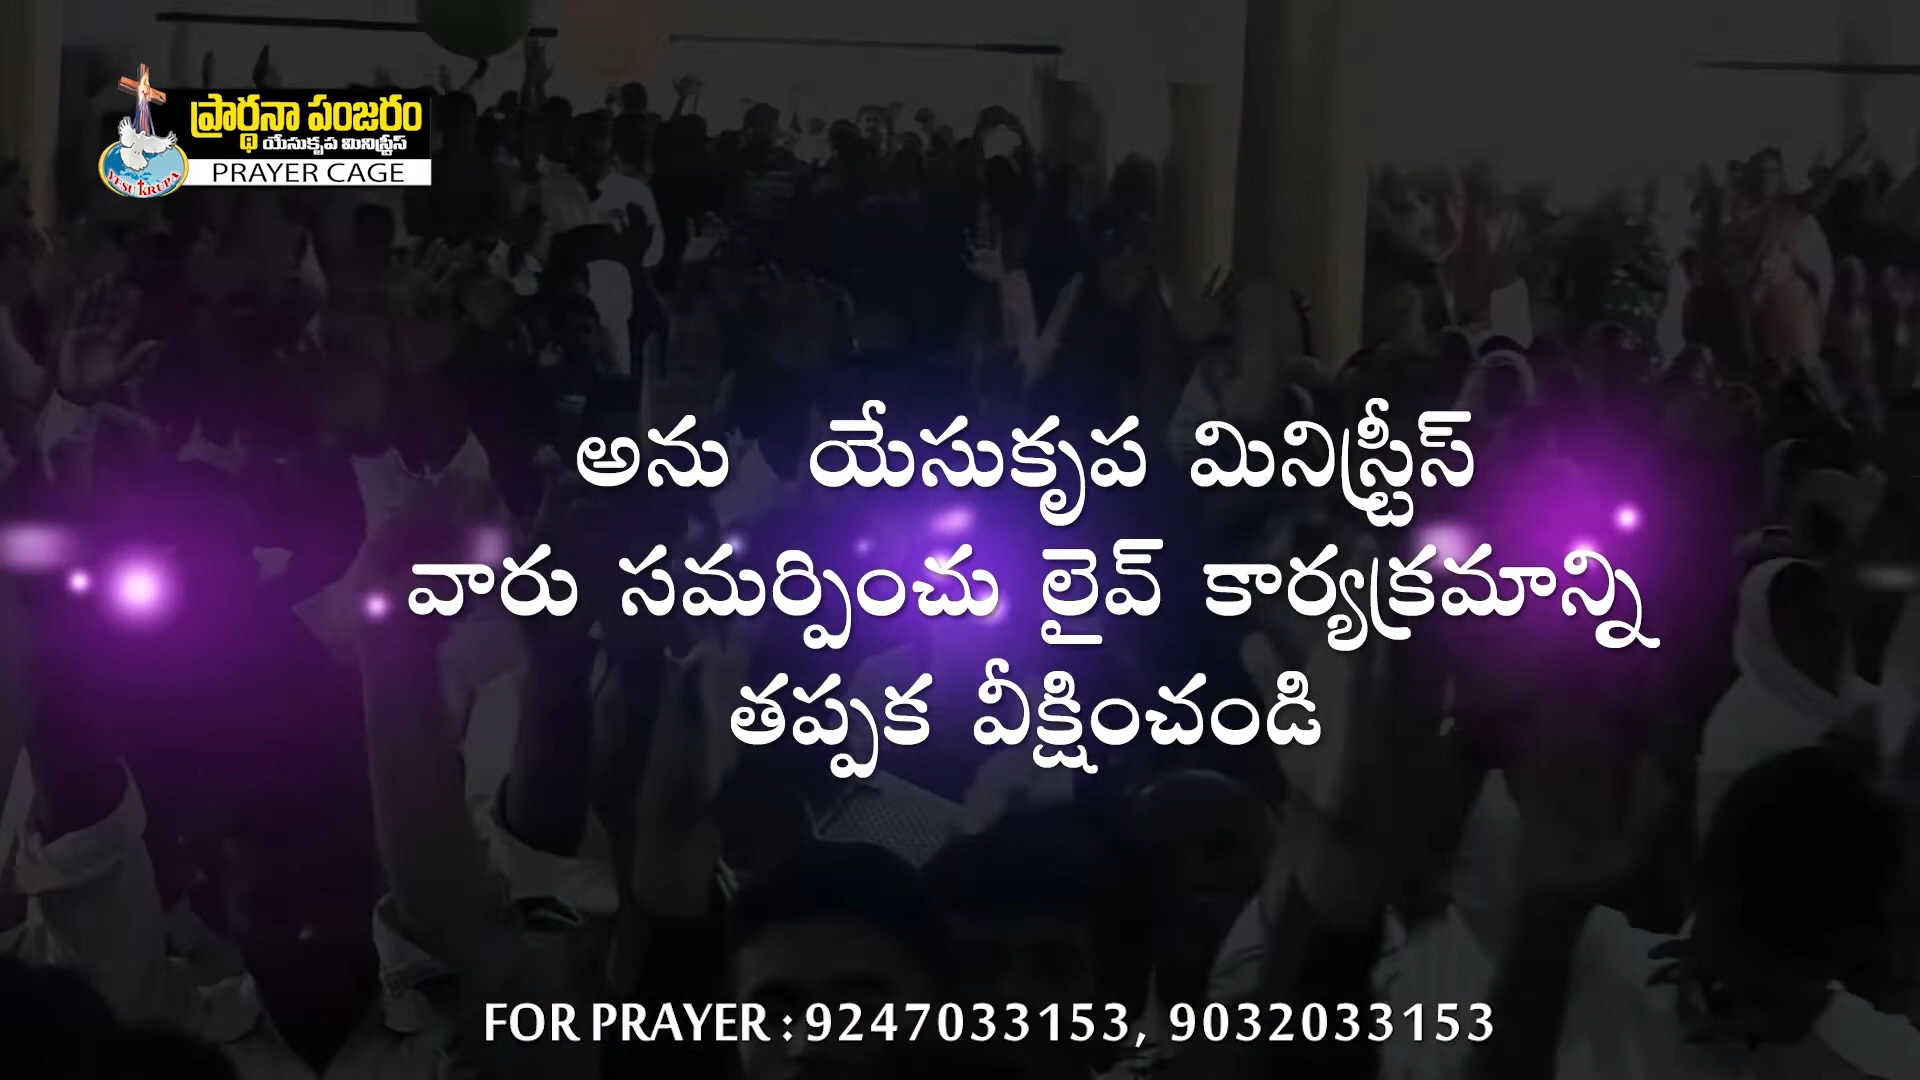 ప్రార్థనా పంజరం
యేసుకృప మినిస్ట్రీస్
PRAYER CAGE
YESU KRUPA
అను యేసుకృప మినిస్ట్రీస్
వారు సమర్పించు లైవ్ కార్యక్రమాన్ని
తప్పక వీక్షించండి
FOR PRAYER : 9247033153, 9032033153